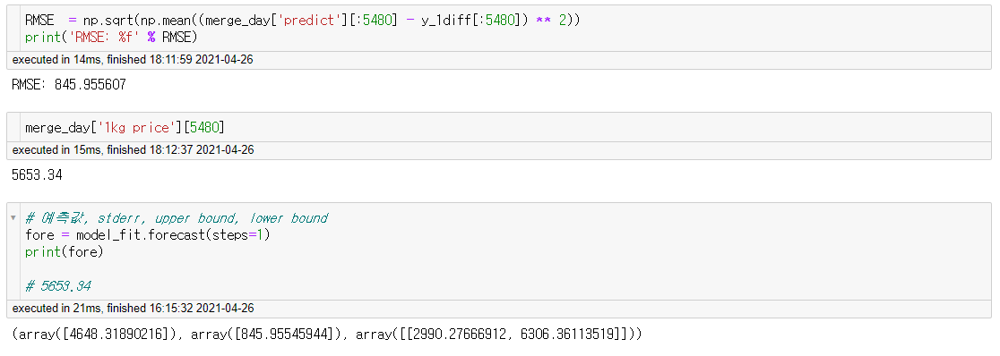 RMSE  = np.sqrt(np.mean((merge_day['predict'][:5480] - y_1diff[:5480]) ** 2))
print('RMSE: %f' % RMSE)
executed in 14ms, finished 18:11:59 2021-04-26
RMSE: 845.955607
merge_day['1kg price'][5480]
executed in 15ms, finished 18:12:37 2021-04-26
5653.34
# 예측값, stderr, upper bound, lower bound
fore = model_fit.forecast(steps=1)
print(fore)
# 5653.34
executed in 21ms, finished 16:15:32 2021-04-26
(array([4648.31890216]), array([845.95545944]), array([[2990.27666912, 6306.36113519]]))